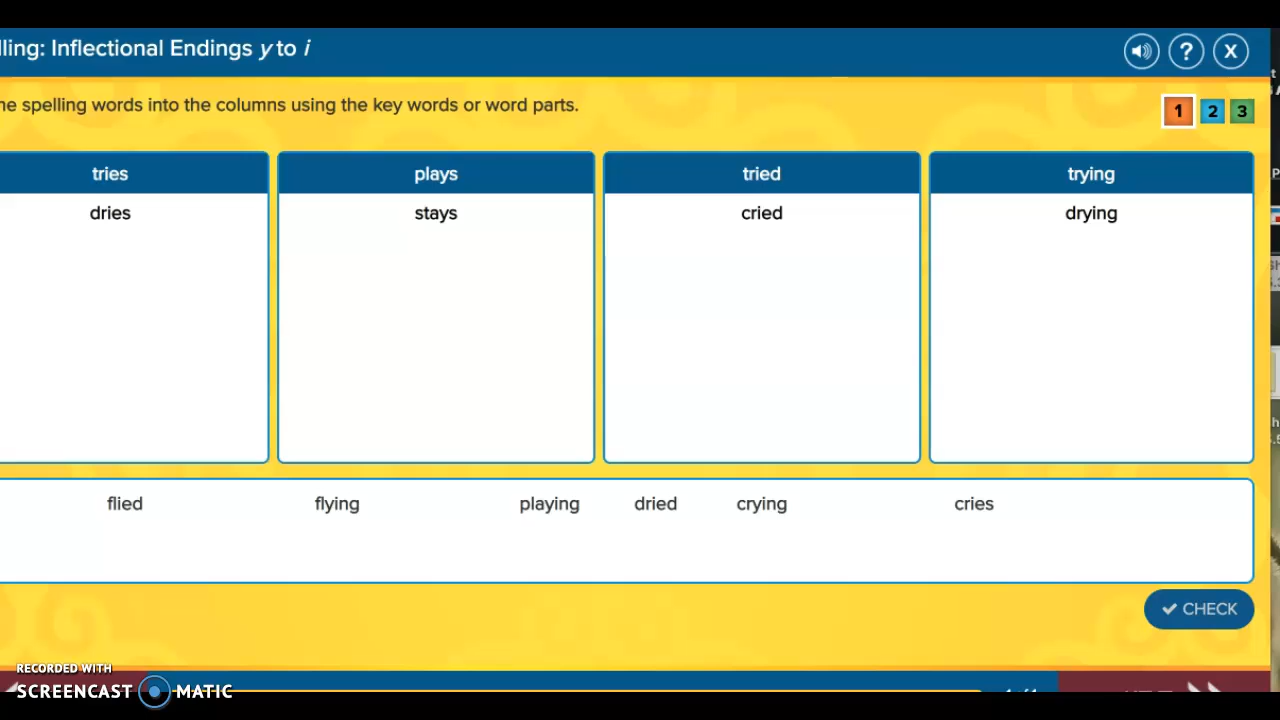 lling: Inflectional Endings y to i
?
X
he spelling words into the columns using the key words or word parts.
1 2 3
tries plays tried trying
dries stays cried drying
flied flying playing dried crying cries
CHECK
RECORDED WITH
SCREENCAST MATIC